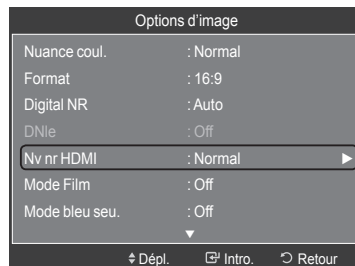 Options d'image
Nuance coul. : Normal
Format : 16:9
Digital NR : Auto
DNIe : Off
Nv nr HDMI : Normal ►
Mode Film : Off
Mode bleu seu. : Off
▼
Dépl. Intro. Retour